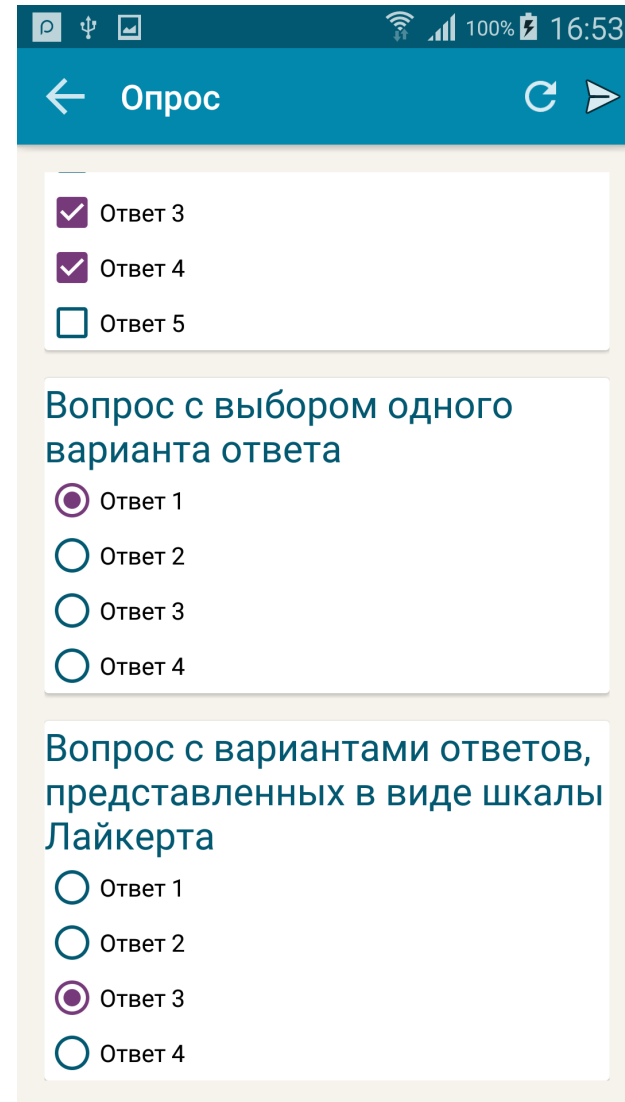 100% 16:53
Опрос
Ответ 3
Ответ 4
Ответ 5
Вопрос с выбором одного
варианта ответа
Ответ 1
Ответ 2
Ответ 3
Ответ 4
Вопрос с вариантами ответов,
представленных в виде шкалы
Лайкерта
Ответ 1
Ответ 2
Ответ 3
Ответ 4